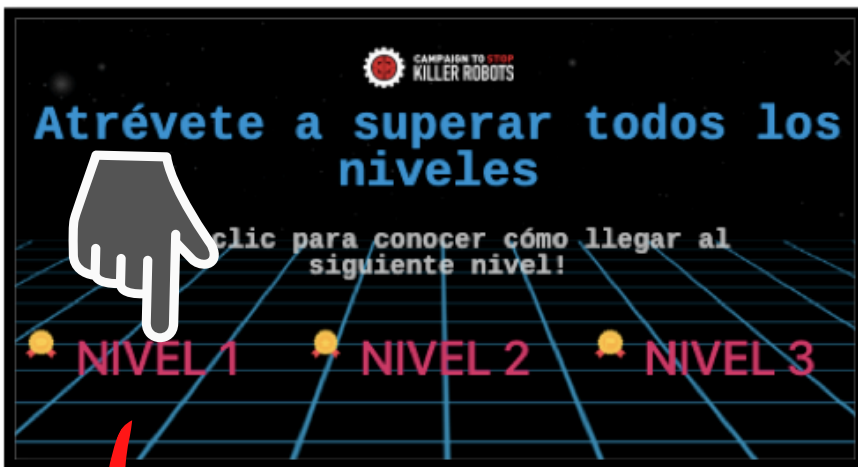 CAMPAIGN TO STOP
KILLER ROBOTS
Atrévete a superar todos los
niveles
clic para conocer cómo llegar al
siguiente nivel!
NIVEL 1
NIVEL 2
NIVEL 3